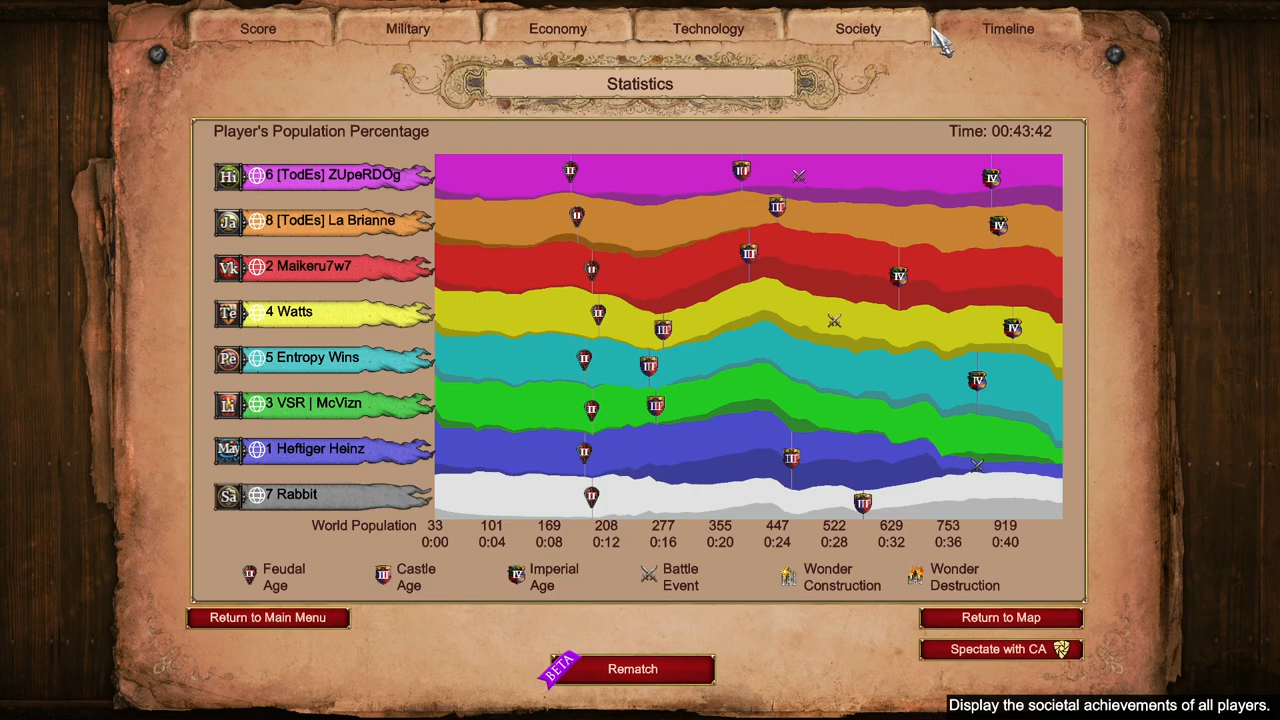 Score Military Economy Technology Society Timeline
Statistics
Player's Population Percentage Time: 00:43:42
Hi 6 [TodEs] ZUpeRDOg
Ja 8 [TodEs] La Brianne
Vk 2 Maikeru7w7
Te 4 Watts
Pe 5 Entropy Wins
Li 3 VSR | McVizn
May 1 Heftiger Heinz
Sa 7 Rabbit
World Population 33 101 169 208 277 355 447 522 629 753 919
0:00 0:04 0:08 0:12 0:16 0:20 0:24 0:28 0:32 0:36 0:40
II Feudal Age
III Castle Age
IV Imperial Age
Battle Event
Wonder Construction
Wonder Destruction
Return to Main Menu
Return to Map
Spectate with CA
BETA
Rematch
Display the societal achievements of all players.